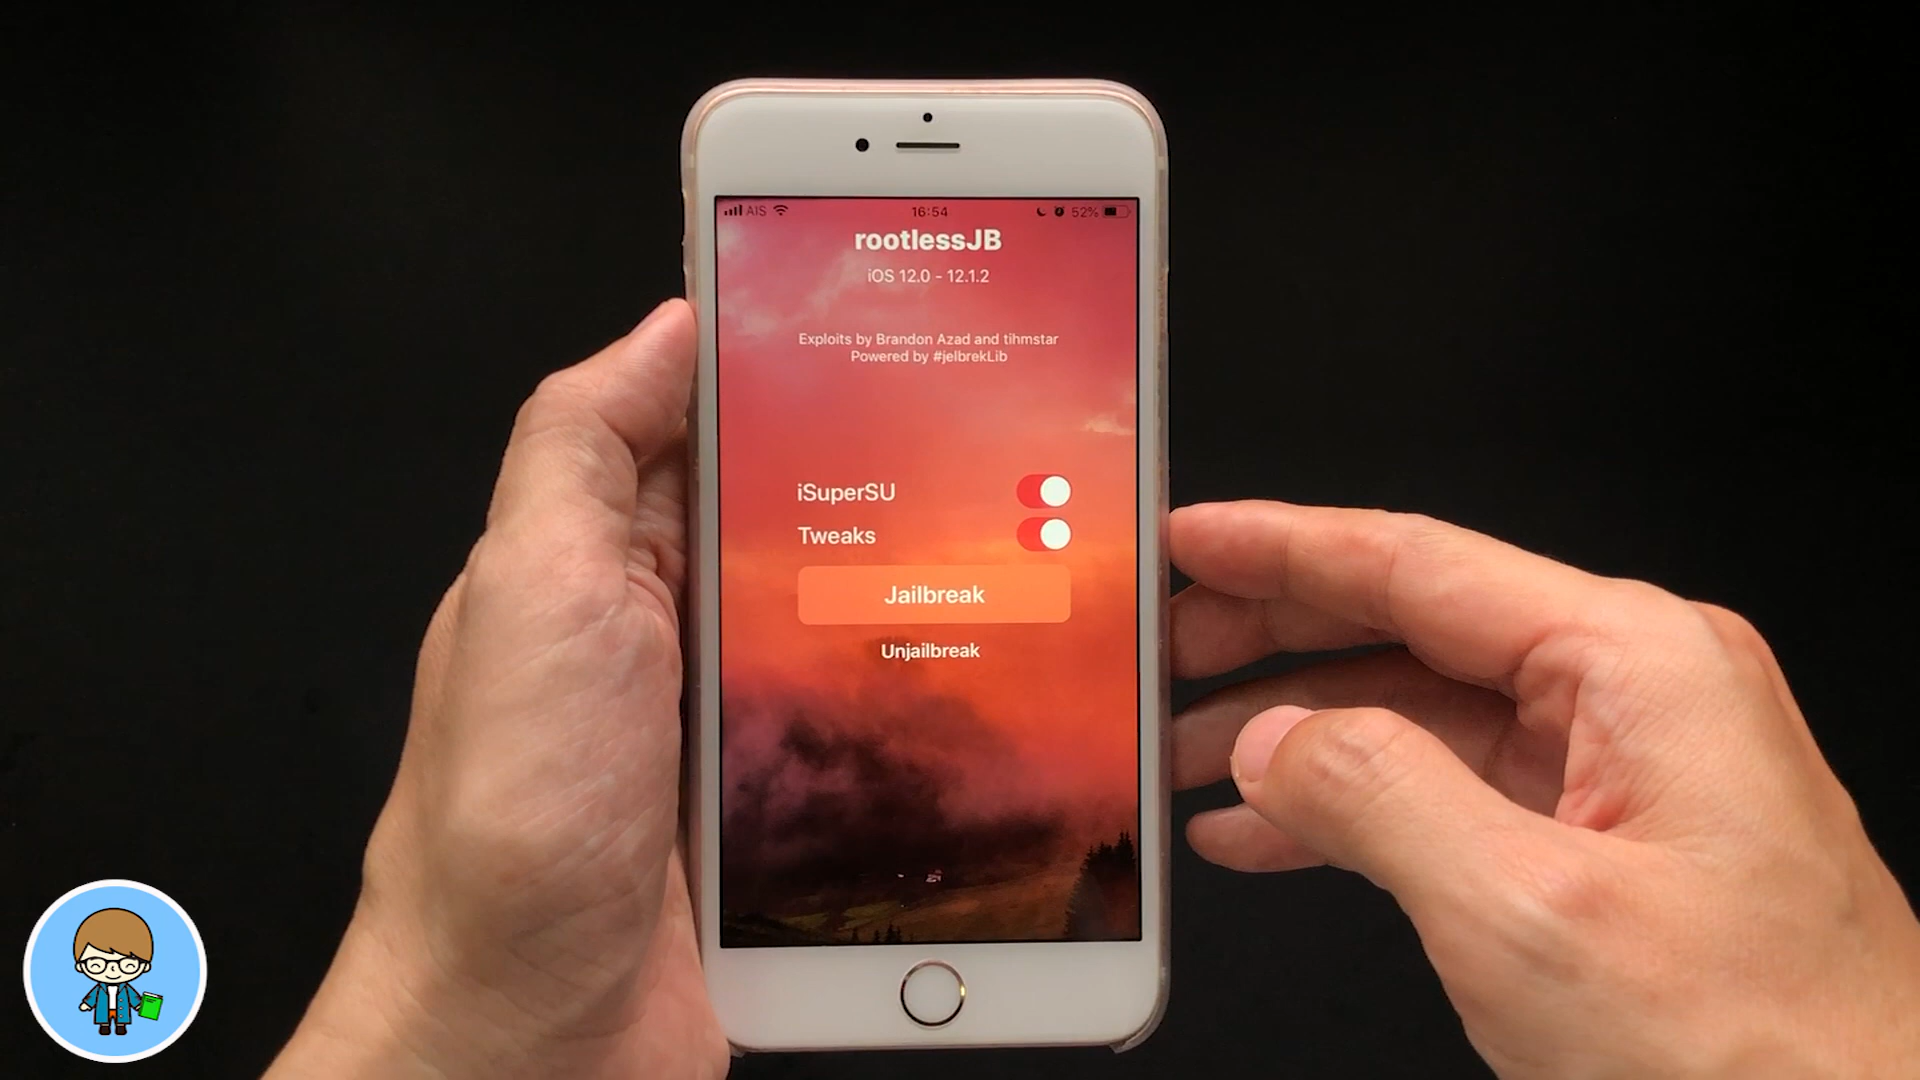 AIS 16:54 52%
rootlessJB
iOS 12.0 - 12.1.2
Exploits by Brandon Azad and tihmstar
Powered by #jelbrekLib
iSuperSU
Tweaks
Jailbreak
Unjailbreak